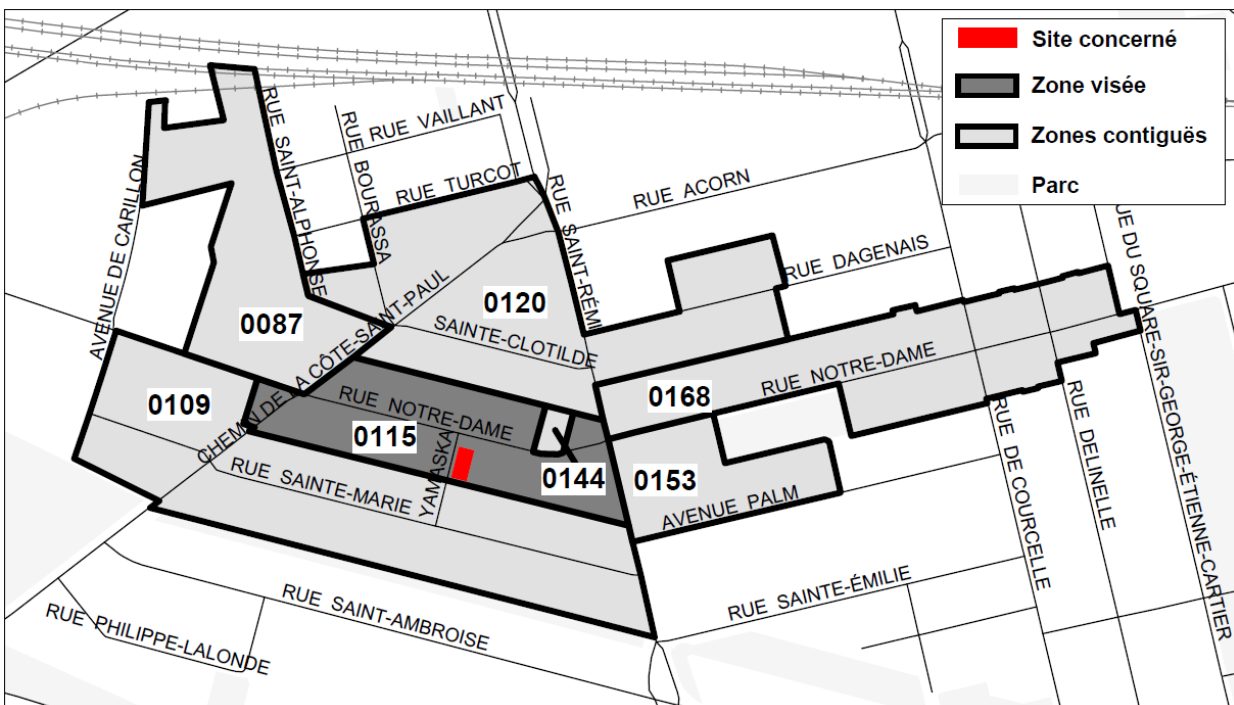 Site concerné
Zone visée
Zones contiguës
Parc
RUE VAILLANT
RUE SAINT-ALPHONSE
RUE BOURASSA
RUE TURCOT
RUE ACORN
RUE SAINT-RÉMI
AVENUE DE CARILLON
RUE DAGENAIS
UE DU SQUARE-SIR-GEORGE-ÉTIENNE-CARTIER
0087
0120
SAINTE-CLOTILDE
CHEMIN DE LA CÔTE-SAINT-PAUL
RUE NOTRE-DAME
0168
0109
RUE NOTRE-DAME
0115
0144
0153
RUE DE COURCELLE
RUE DELINELLE
RUE SAINTE-MARIE
YAMASKA
AVENUE PALM
RUE SAINTE-ÉMILIE
RUE SAINT-AMBROISE
RUE PHILIPPE-LALONDE